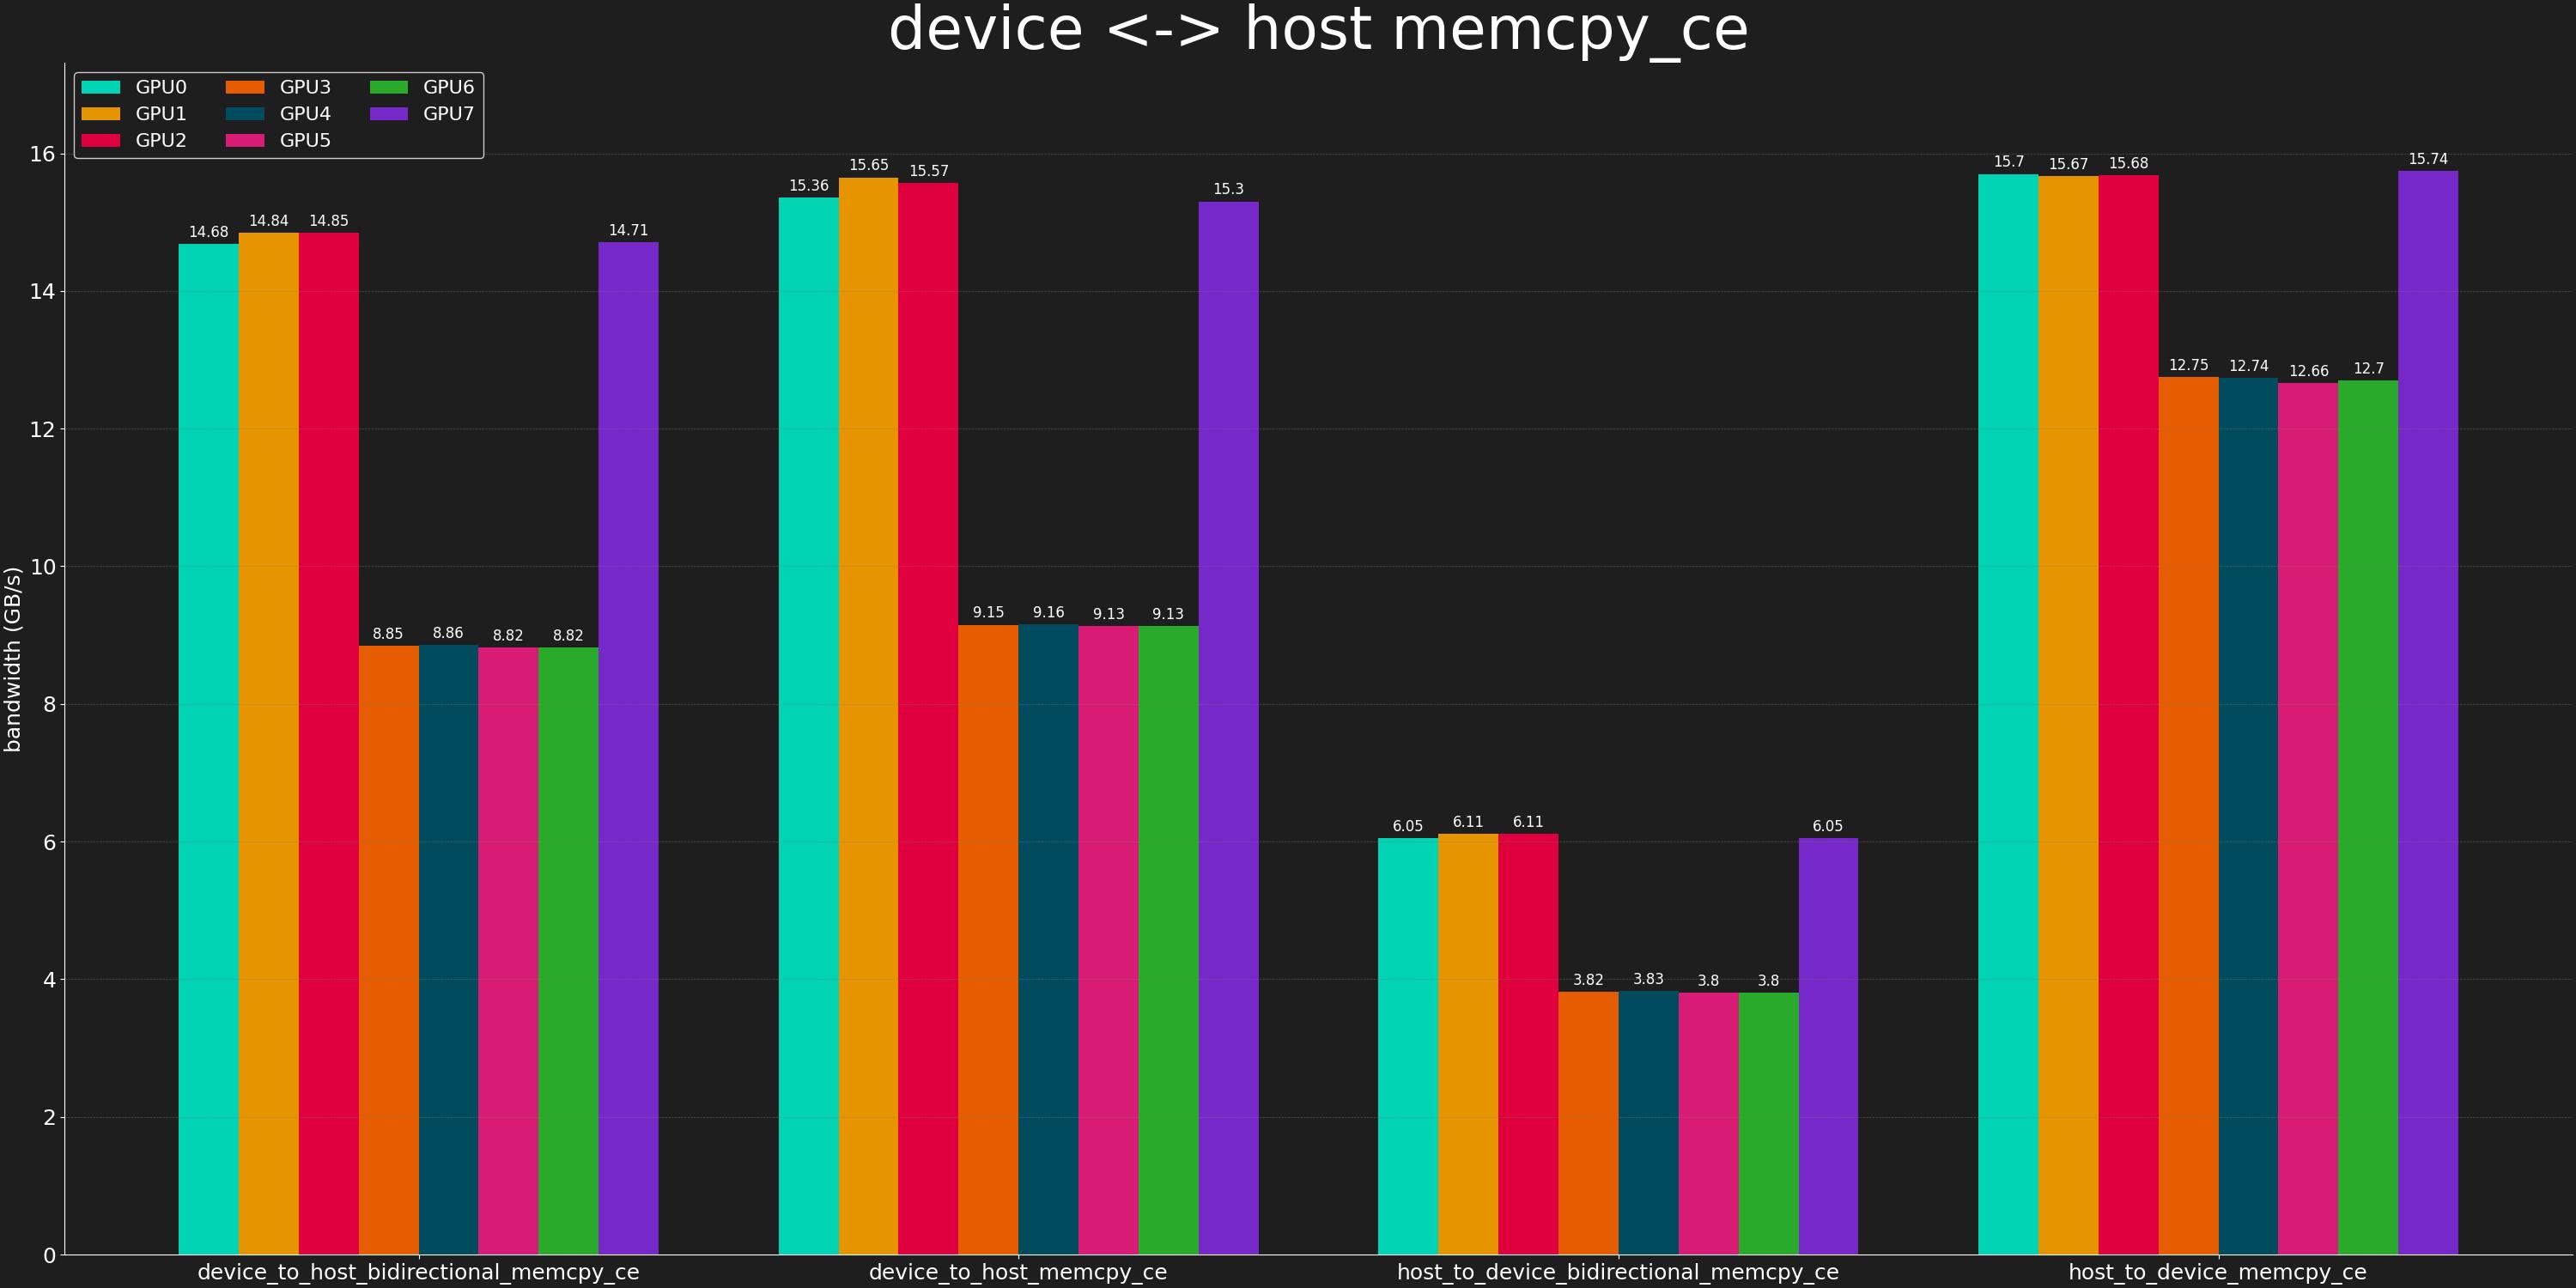 device <-> host memcpy_ce
GPU0 GPU3 GPU6
GPU1 GPU4 GPU7
GPU2 GPU5
bandwidth (GB/s)
16
14
12
10
8
6
4
2
0
14.68 14.84 14.85 8.85 8.86 8.82 8.82 14.71
15.36 15.65 15.57 9.15 9.16 9.13 9.13 15.3
6.05 6.11 6.11 3.82 3.83 3.8 3.8 6.05
15.7 15.67 15.68 12.75 12.74 12.66 12.7 15.74
device_to_host_bidirectional_memcpy_ce device_to_host_memcpy_ce host_to_device_bidirectional_memcpy_ce host_to_device_memcpy_ce